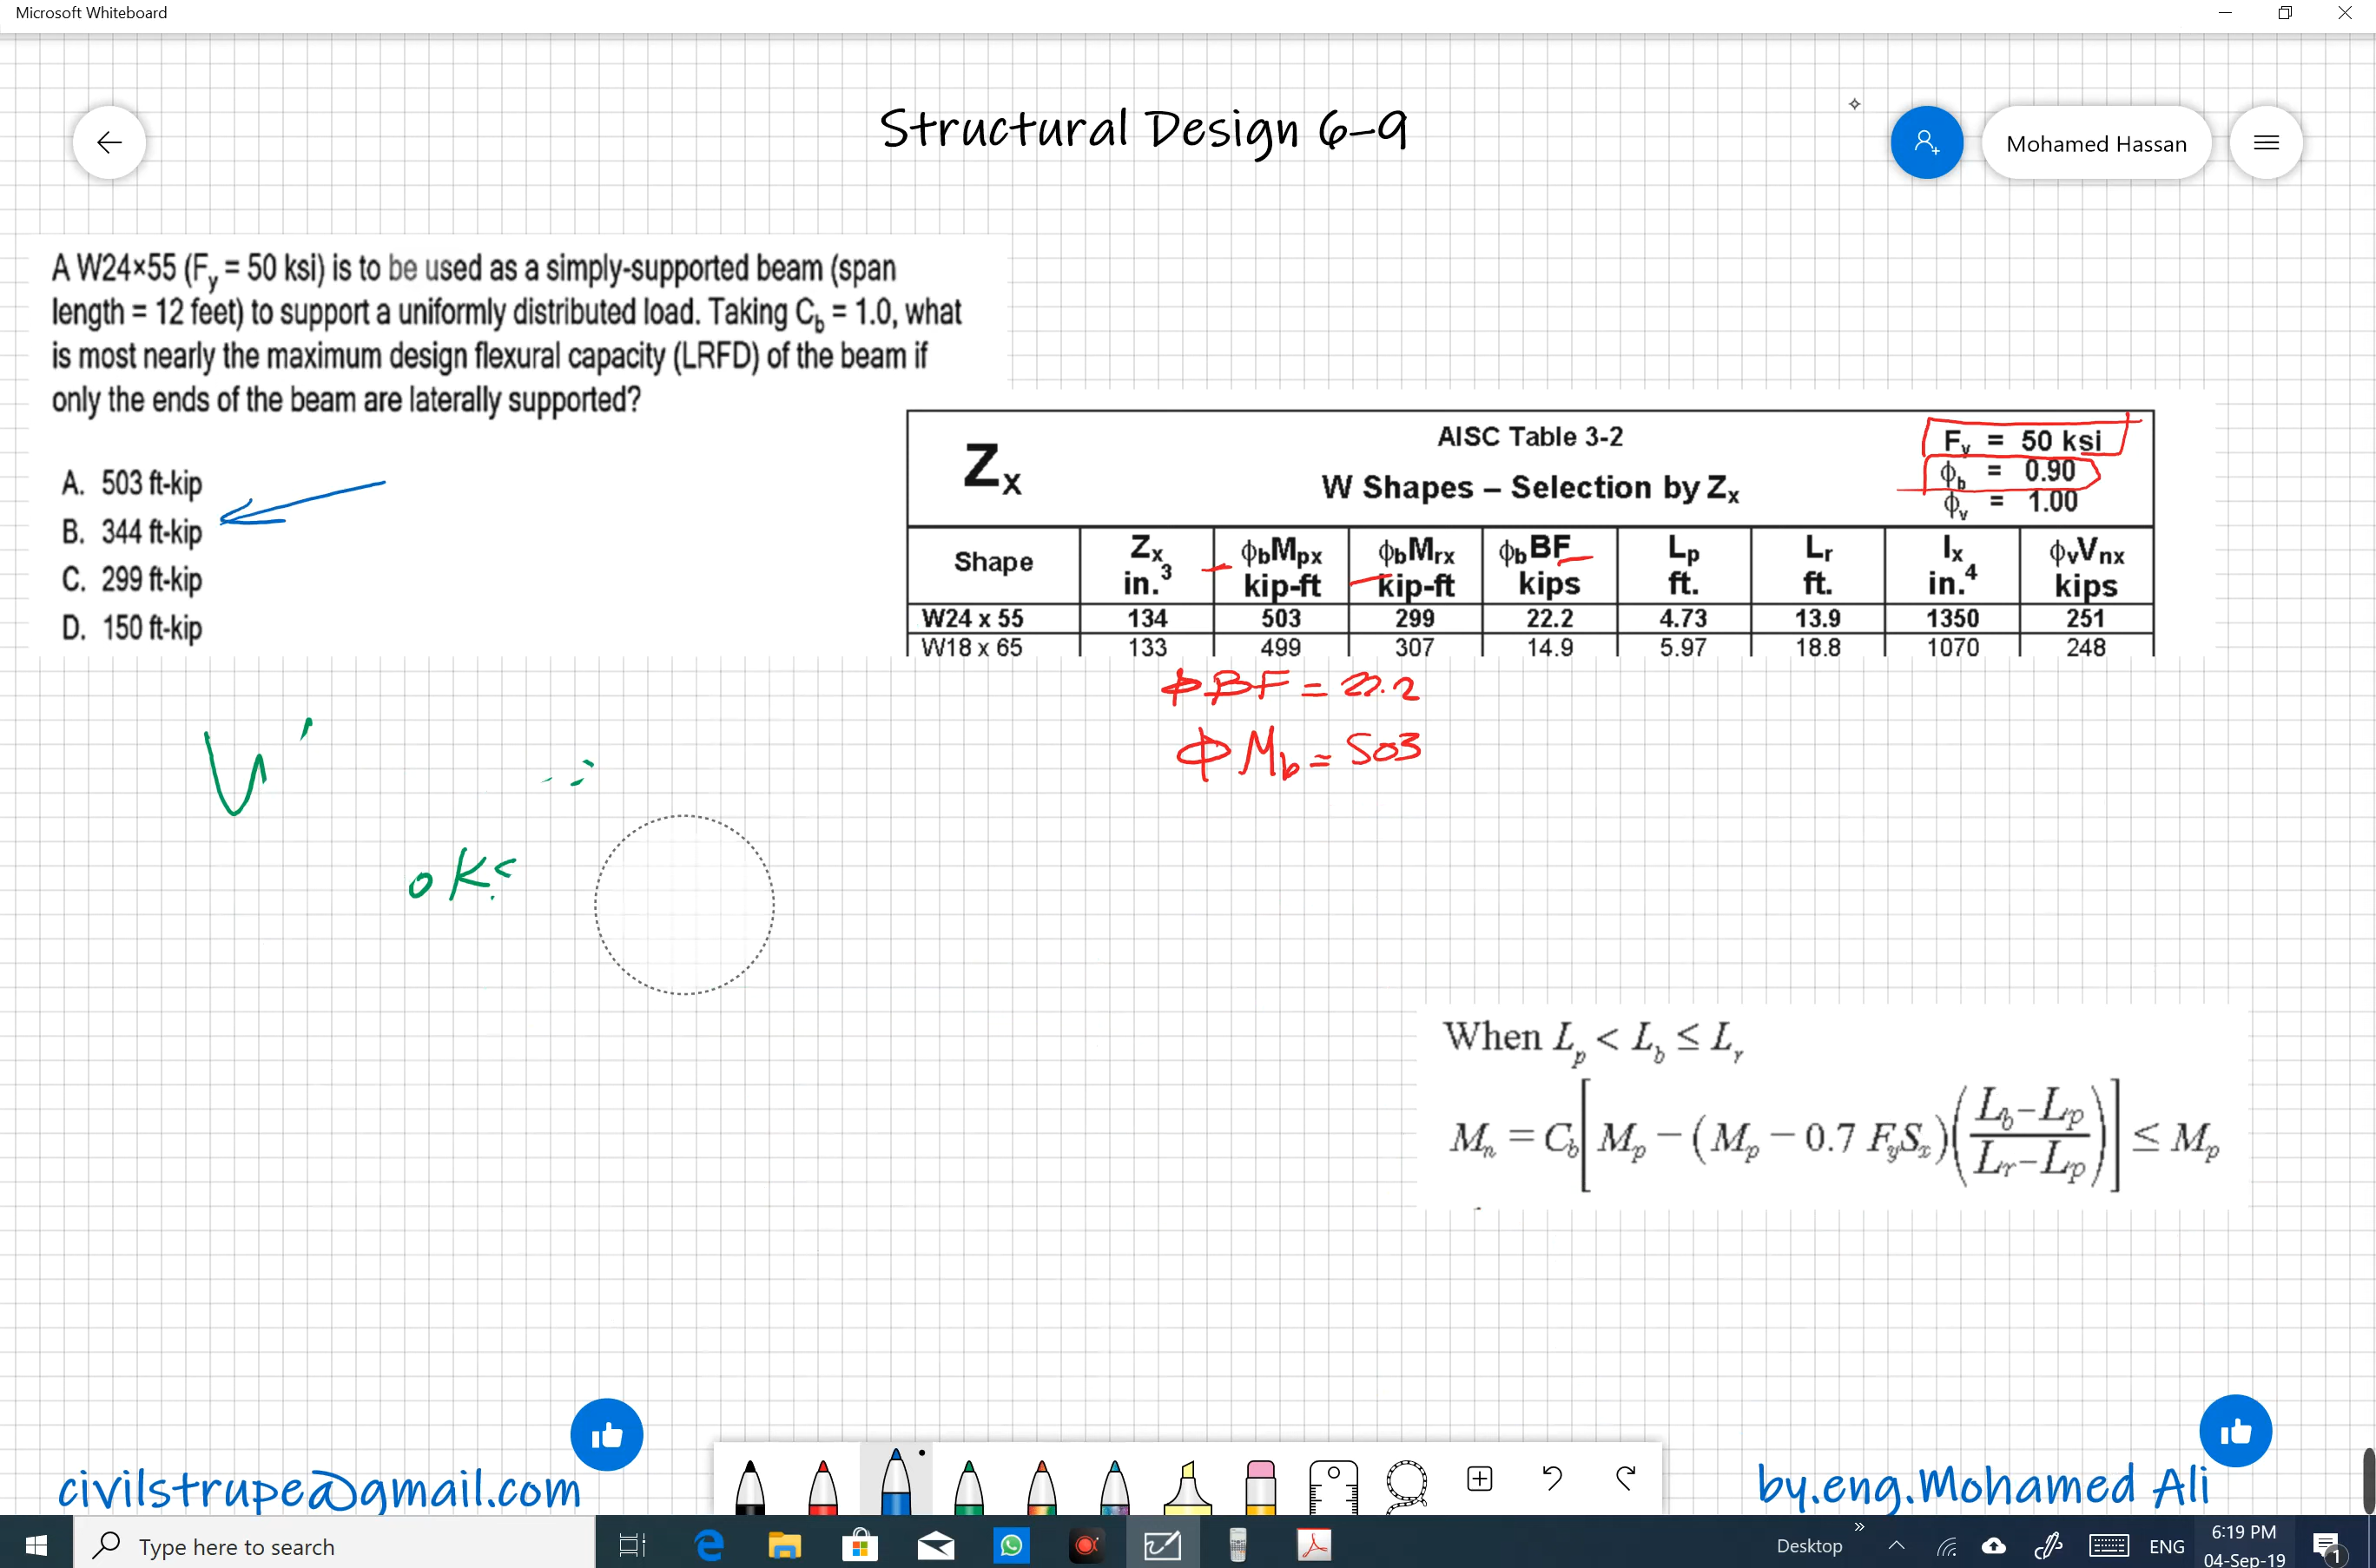 Microsoft Whiteboard
Structural Design 6-9
Mohamed Hassan
A W24×55 (Fy = 50 ksi) is to be used as a simply-supported beam (span
length = 12 feet) to support a uniformly distributed load. Taking Cb = 1.0, what
is most nearly the maximum design flexural capacity (LRFD) of the beam if
only the ends of the beam are laterally supported?
A. 503 ft-kip
B. 344 ft-kip
C. 299 ft-kip
D. 150 ft-kip
Zx
AISC Table 3-2
W Shapes – Selection by Zx
Fy = 50 ksi
ϕb = 0.90
ϕv = 1.00
Shape Zx in.³ ϕbMpx kip-ft ϕbMrx kip-ft ϕbBF kips Lp ft. Lr ft. Ix in.⁴ ϕvVnx kips
W24 x 55 134 503 299 22.2 4.73 13.9 1350 251
W18 x 65 133 499 307 14.9 5.97 18.8 1070 248
ϕ BF = 22.2
ϕ Mb = 503
When Lp < Lb ≤ Lr
Mn = Cb[Mp − (Mp − 0.7 FySx)((Lb−Lp)/(Lr−Lp))] ≤ Mp
civilstrupe@gmail.com
by.eng.Mohamed Ali
Type here to search
Desktop
ENG
6:19 PM
04-Sep-19
1